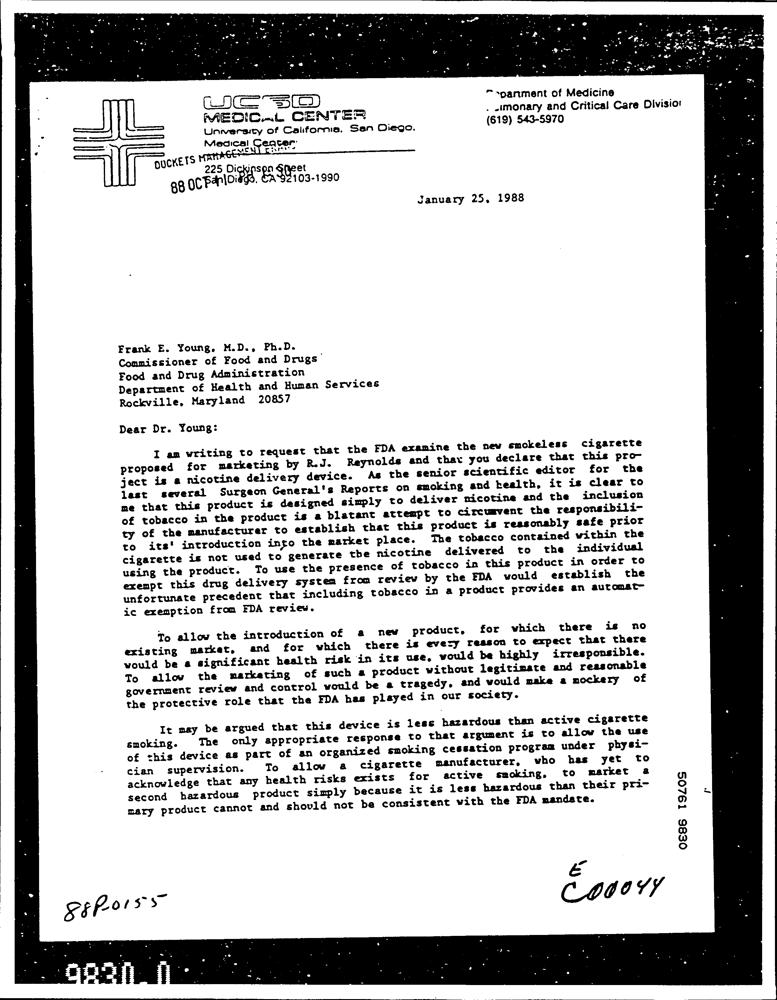 UCSD
MEDICAL CENTER
University of California, San Diego.
Medical Center
DOCKETS MANAGEMENT
225 Dickinson Street
88 OCT
San Diego, CA 92103-1990
partment of Medicine
monary and Critical Care Division
(619) 543-5970
January 25, 1988
Frank E. Young, M.D., Ph.D.
Commissioner of Food and Drugs
Food and Drug Administration
Department of Health and Human Services
Rockville, Maryland 20857
Dear Dr. Young:
I am writing to request that the FDA examine the new smokeless cigarette
proposed for marketing by R.J. Reynolds and that you declare that this pro-
ject is a nicotine delivery device. As the senior scientific editor for the
last several Surgeon General's Reports on smoking and health, it is clear to
me that this product is designed simply to deliver nicotine and the inclusion
of tobacco in the product is a blatant attempt to circumvent the responsibili-
ty of the manufacturer to establish that this product is reasonably safe prior
to its' introduction into the market place. The tobacco contained within the
cigarette is not used to generate the nicotine delivered to the individual
using the product. To use the presence of tobacco in this product in order to
exempt this drug delivery system from review by the FDA would establish the
unfortunate precedent that including tobacco in a product provides an automat-
ic exemption from FDA review.
To allow the introduction of a new product, for which there is no
existing market, and for which there is every reason to expect that there
would be a significant health risk in its use, would be highly irresponsible.
To allow the marketing of such a product without legitimate and reasonable
government review and control would be a tragedy, and would make a mockery of
the protective role that the FDA has played in our society.
It may be argued that this device is less hazardous than active cigarette
smoking. The only appropriate response to that argument is to allow the use
of this device as part of an organized smoking cessation program under physi-
cian supervision. To allow a cigarette manufacturer, who has yet to
acknowledge that any health risks exists for active smoking, to market a
second hazardous product simply because it is less hazardous than their pri-
mary product cannot and should not be consistent with the FDA mandate.
50761 9830
E
C00044
88P-0155
9830.0